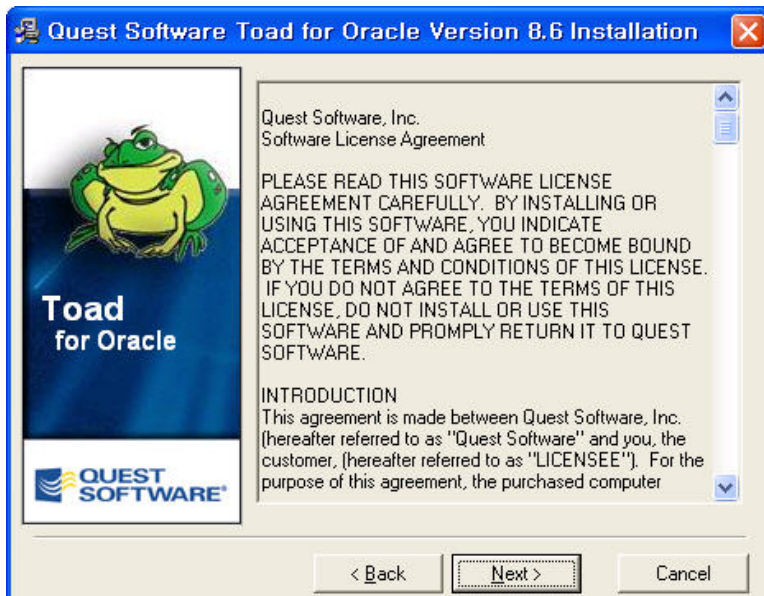 Quest Software Toad for Oracle Version 8.6 Installation
Toad
for Oracle
QUEST
SOFTWARE®
Quest Software, Inc.
Software License Agreement
PLEASE READ THIS SOFTWARE LICENSE
AGREEMENT CAREFULLY.  BY INSTALLING OR
USING THIS SOFTWARE, YOU INDICATE
ACCEPTANCE OF AND AGREE TO BECOME BOUND
BY THE TERMS AND CONDITIONS OF THIS LICENSE.
IF YOU DO NOT AGREE TO THE TERMS OF THIS
LICENSE, DO NOT INSTALL OR USE THIS
SOFTWARE AND PROMPLY RETURN IT TO QUEST
SOFTWARE.
INTRODUCTION
This agreement is made between Quest Software, Inc.
(hereafter referred to as "Quest Software" and you, the
customer, (hereafter referred to as "LICENSEE").  For the
purpose of this agreement, the purchased computer
< Back
Next >
Cancel